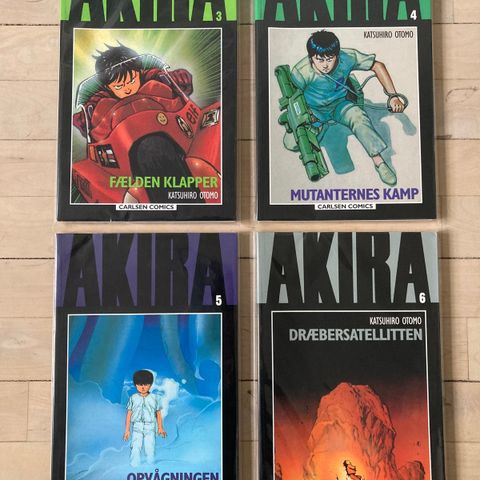 AKIRA
3
FÆLDEN KLAPPER
KATSUHIRO OTOMO
CARLSEN COMICS
AKIRA
4
KATSUHIRO OTOMO
MUTANTERNES KAMP
CARLSEN COMICS
AKIRA
5
OPVÅGNINGEN
AKIRA
6
KATSUHIRO OTOMO
DRÆBERSATELLITTEN